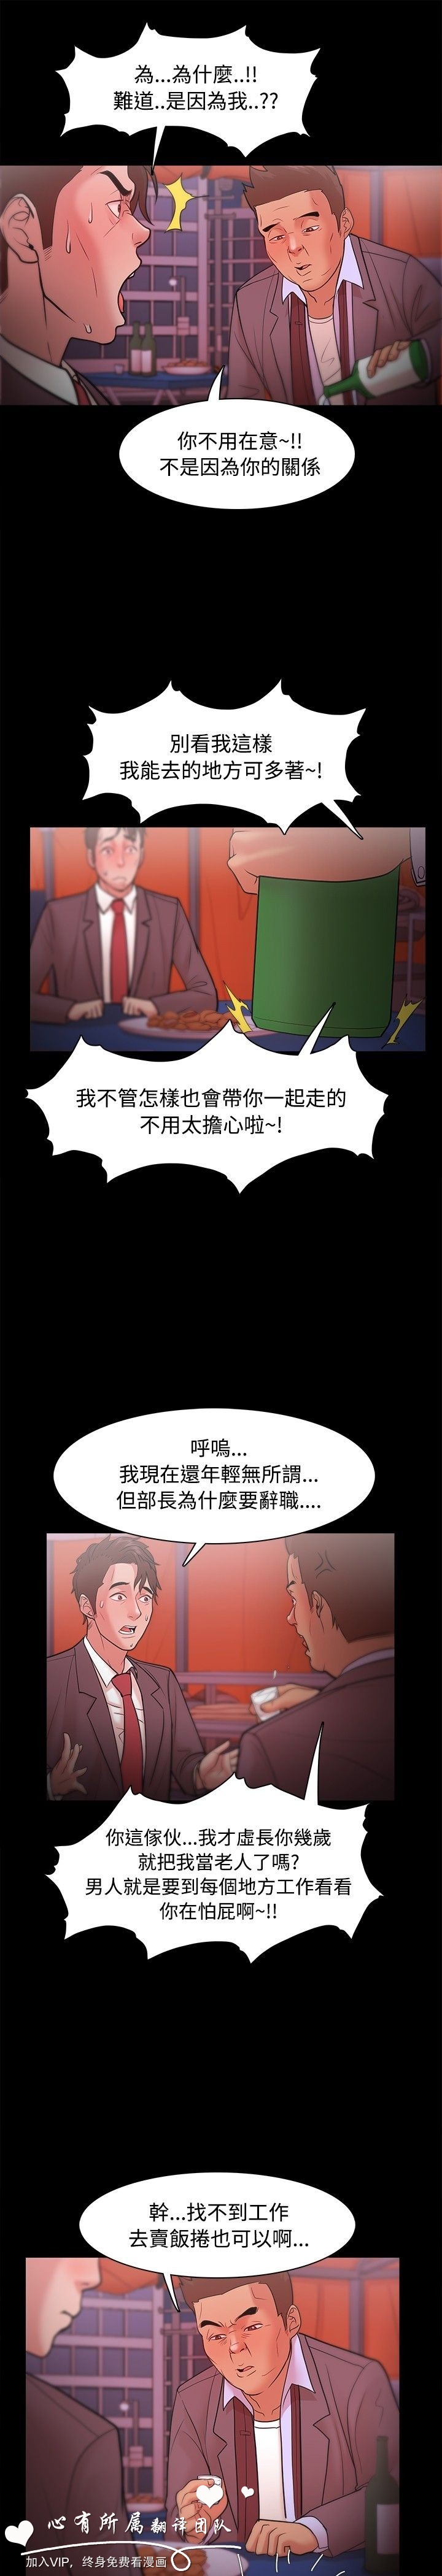 為...為什麼..!!
難道..是因為我..??
你不用在意~!!
不是因為你的關係
別看我這樣
我能去的地方可多著~!
我不管怎樣也會帶你一起走的
不用太擔心啦~!
呼嗚...
我現在還年輕無所謂...
但部長為什麼要辭職....
你這傢伙...我才虛長你幾歲
就把我當老人了嗎?
男人就是要到每個地方工作看看
你在怕屁啊~!!
幹...找不到工作
去賣飯捲也可以啊...
心有所属翻译团队
加入VIP，终身免费看漫画